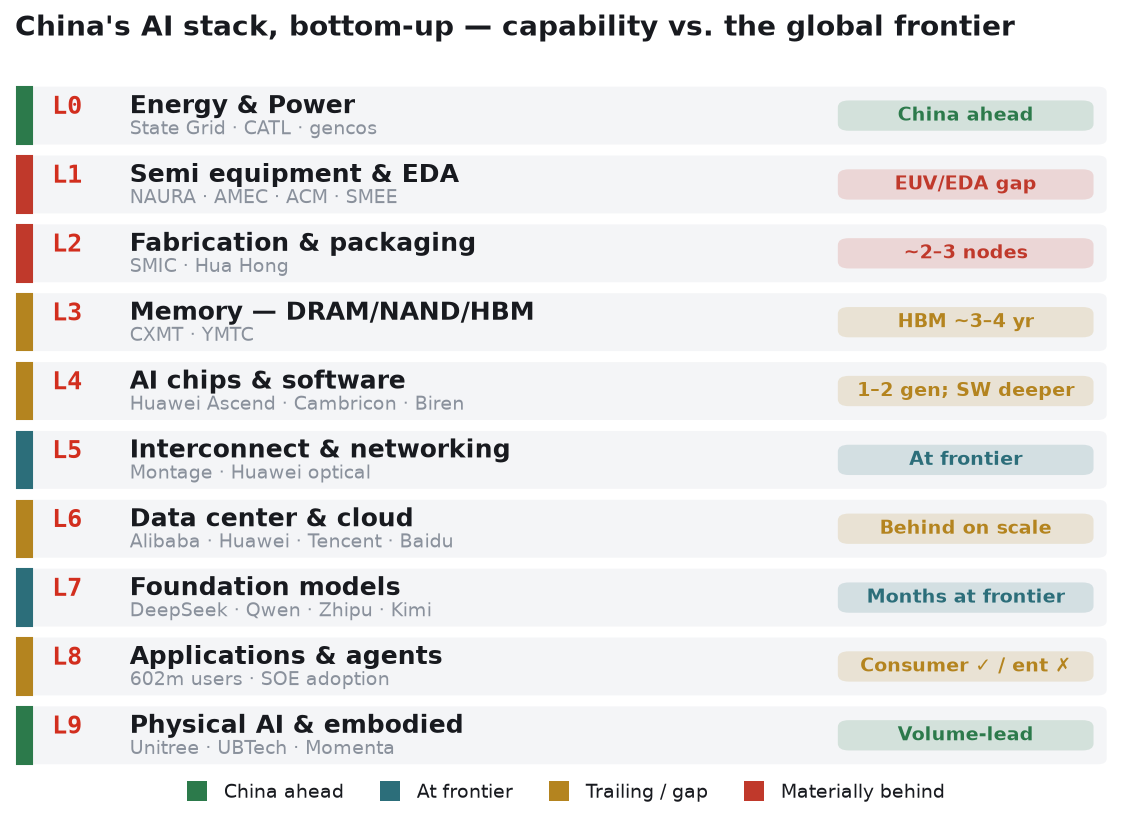 China's AI stack, bottom-up — capability vs. the global frontier
L0 Energy & Power China ahead
State Grid · CATL · gencos
L1 Semi equipment & EDA EUV/EDA gap
NAURA · AMEC · ACM · SMEE
L2 Fabrication & packaging ~2–3 nodes
SMIC · Hua Hong
L3 Memory — DRAM/NAND/HBM HBM ~3–4 yr
CXMT · YMTC
L4 AI chips & software 1–2 gen; SW deeper
Huawei Ascend · Cambricon · Biren
L5 Interconnect & networking At frontier
Montage · Huawei optical
L6 Data center & cloud Behind on scale
Alibaba · Huawei · Tencent · Baidu
L7 Foundation models Months at frontier
DeepSeek · Qwen · Zhipu · Kimi
L8 Applications & agents Consumer ✓ / ent ✗
602m users · SOE adoption
L9 Physical AI & embodied Volume-lead
Unitree · UBTech · Momenta
China ahead At frontier Trailing / gap Materially behind